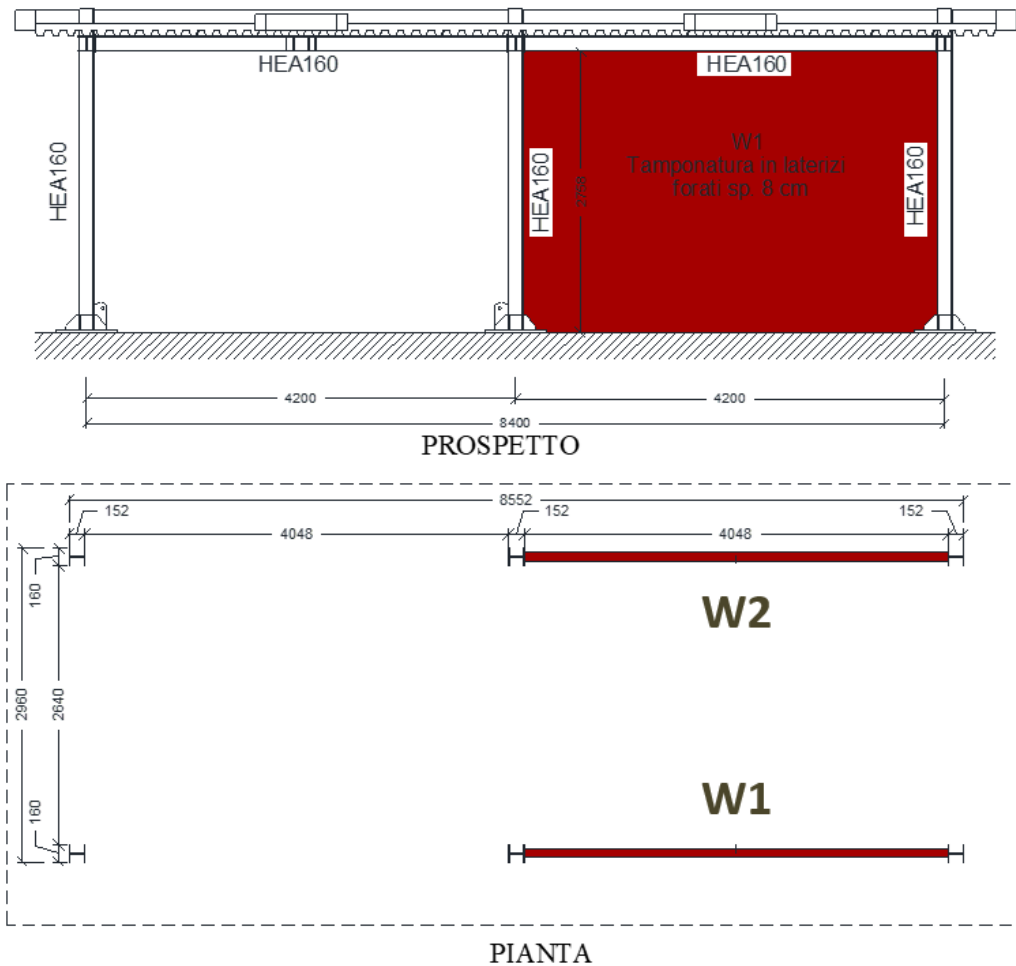 HEA160
HEA160
HEA160
HEA160
HEA160
2758
W1
Tamponatura in laterizi
forati sp. 8 cm
4200
4200
8400
PROSPETTO
8552
152
152
152
4048
4048
160
2960
2640
160
W2
W1
PIANTA